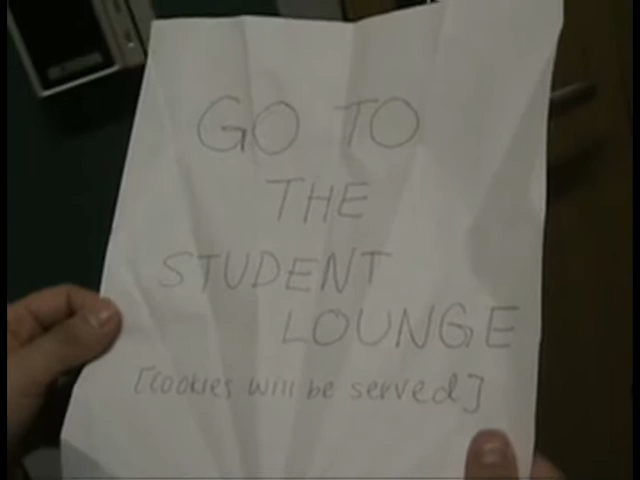 GO TO
THE
STUDENT
LOUNGE
[cookies will be served]